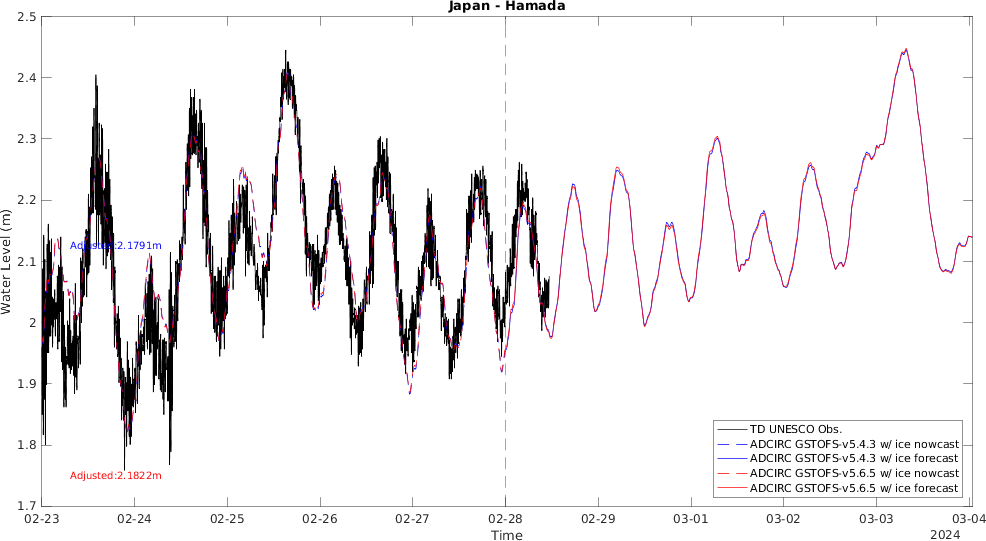 Japan - Hamada
Water Level (m)
2.5
2.4
2.3
2.2
2.1
2
1.9
1.8
1.7
Adjusted:2.1791m
Adjusted:2.1822m
TD UNESCO Obs.
ADCIRC GSTOFS-v5.4.3 w/ ice nowcast
ADCIRC GSTOFS-v5.4.3 w/ ice forecast
ADCIRC GSTOFS-v5.6.5 w/ ice nowcast
ADCIRC GSTOFS-v5.6.5 w/ ice forecast
02-23 02-24 02-25 02-26 02-27 02-28 02-29 03-01 03-02 03-03 03-04
Time
2024